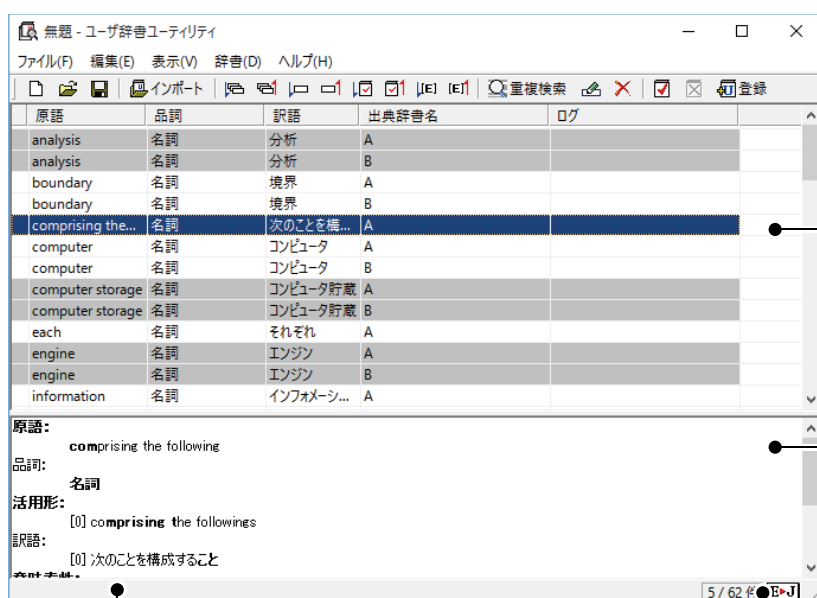 無題 - ユーザ辞書ユーティリティ
ファイル(F) 編集(E) 表示(V) 辞書(D) ヘルプ(H)
インポート 重複検索 登録
原語 品詞 訳語 出典辞書名 ログ
analysis 名詞 分析 A
analysis 名詞 分析 B
boundary 名詞 境界 A
boundary 名詞 境界 B
comprising the... 名詞 次のことを構... A
computer 名詞 コンピュータ A
computer 名詞 コンピュータ B
computer storage 名詞 コンピュータ貯蔵 A
computer storage 名詞 コンピュータ貯蔵 B
each 名詞 それぞれ A
engine 名詞 エンジン A
engine 名詞 エンジン B
information 名詞 インフォメーシ... A
原語:
comprising the following
品詞:
名詞
活用形:
[0] comprising the followings
訳語:
[0] 次のことを構成すること
5 / 62 E▸J